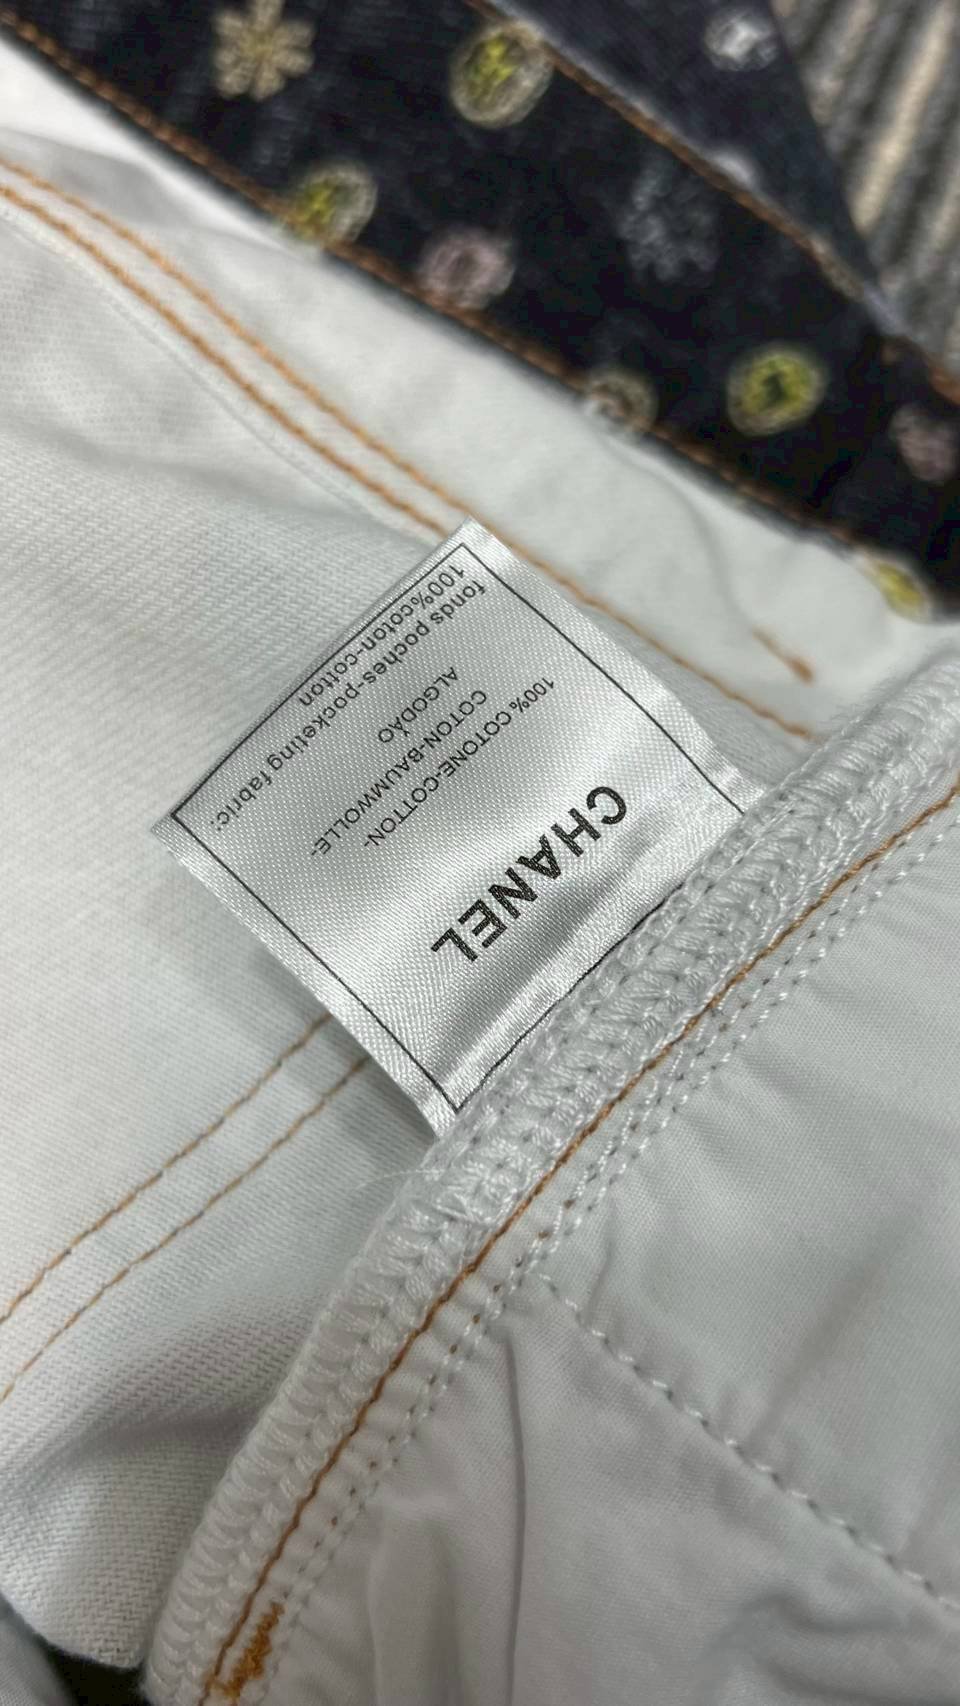 CHANEL
100% COTONE-COTTON-
COTON-BAUMWOLLE-
ALGODÃO
fonds poches-pocketing fabric:
100%coton-cotton